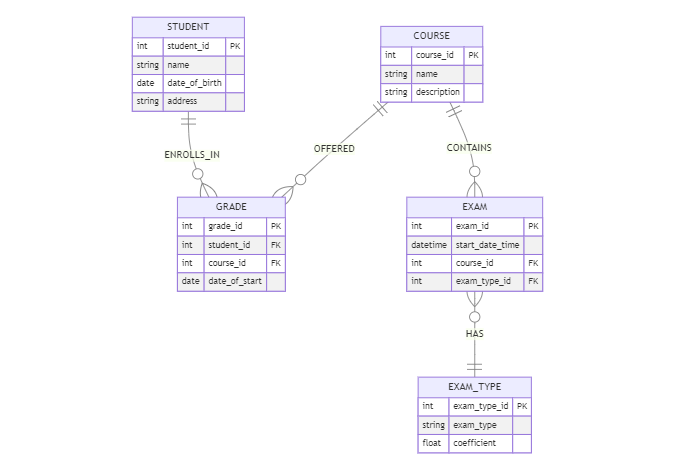 STUDENT
int student_id PK
string name
date date_of_birth
string address
COURSE
int course_id PK
string name
string description
ENROLLS_IN
OFFERED
CONTAINS
GRADE
int grade_id PK
int student_id FK
int course_id FK
date date_of_start
EXAM
int exam_id PK
datetime start_date_time
int course_id FK
int exam_type_id FK
HAS
EXAM_TYPE
int exam_type_id PK
string exam_type
float coefficient